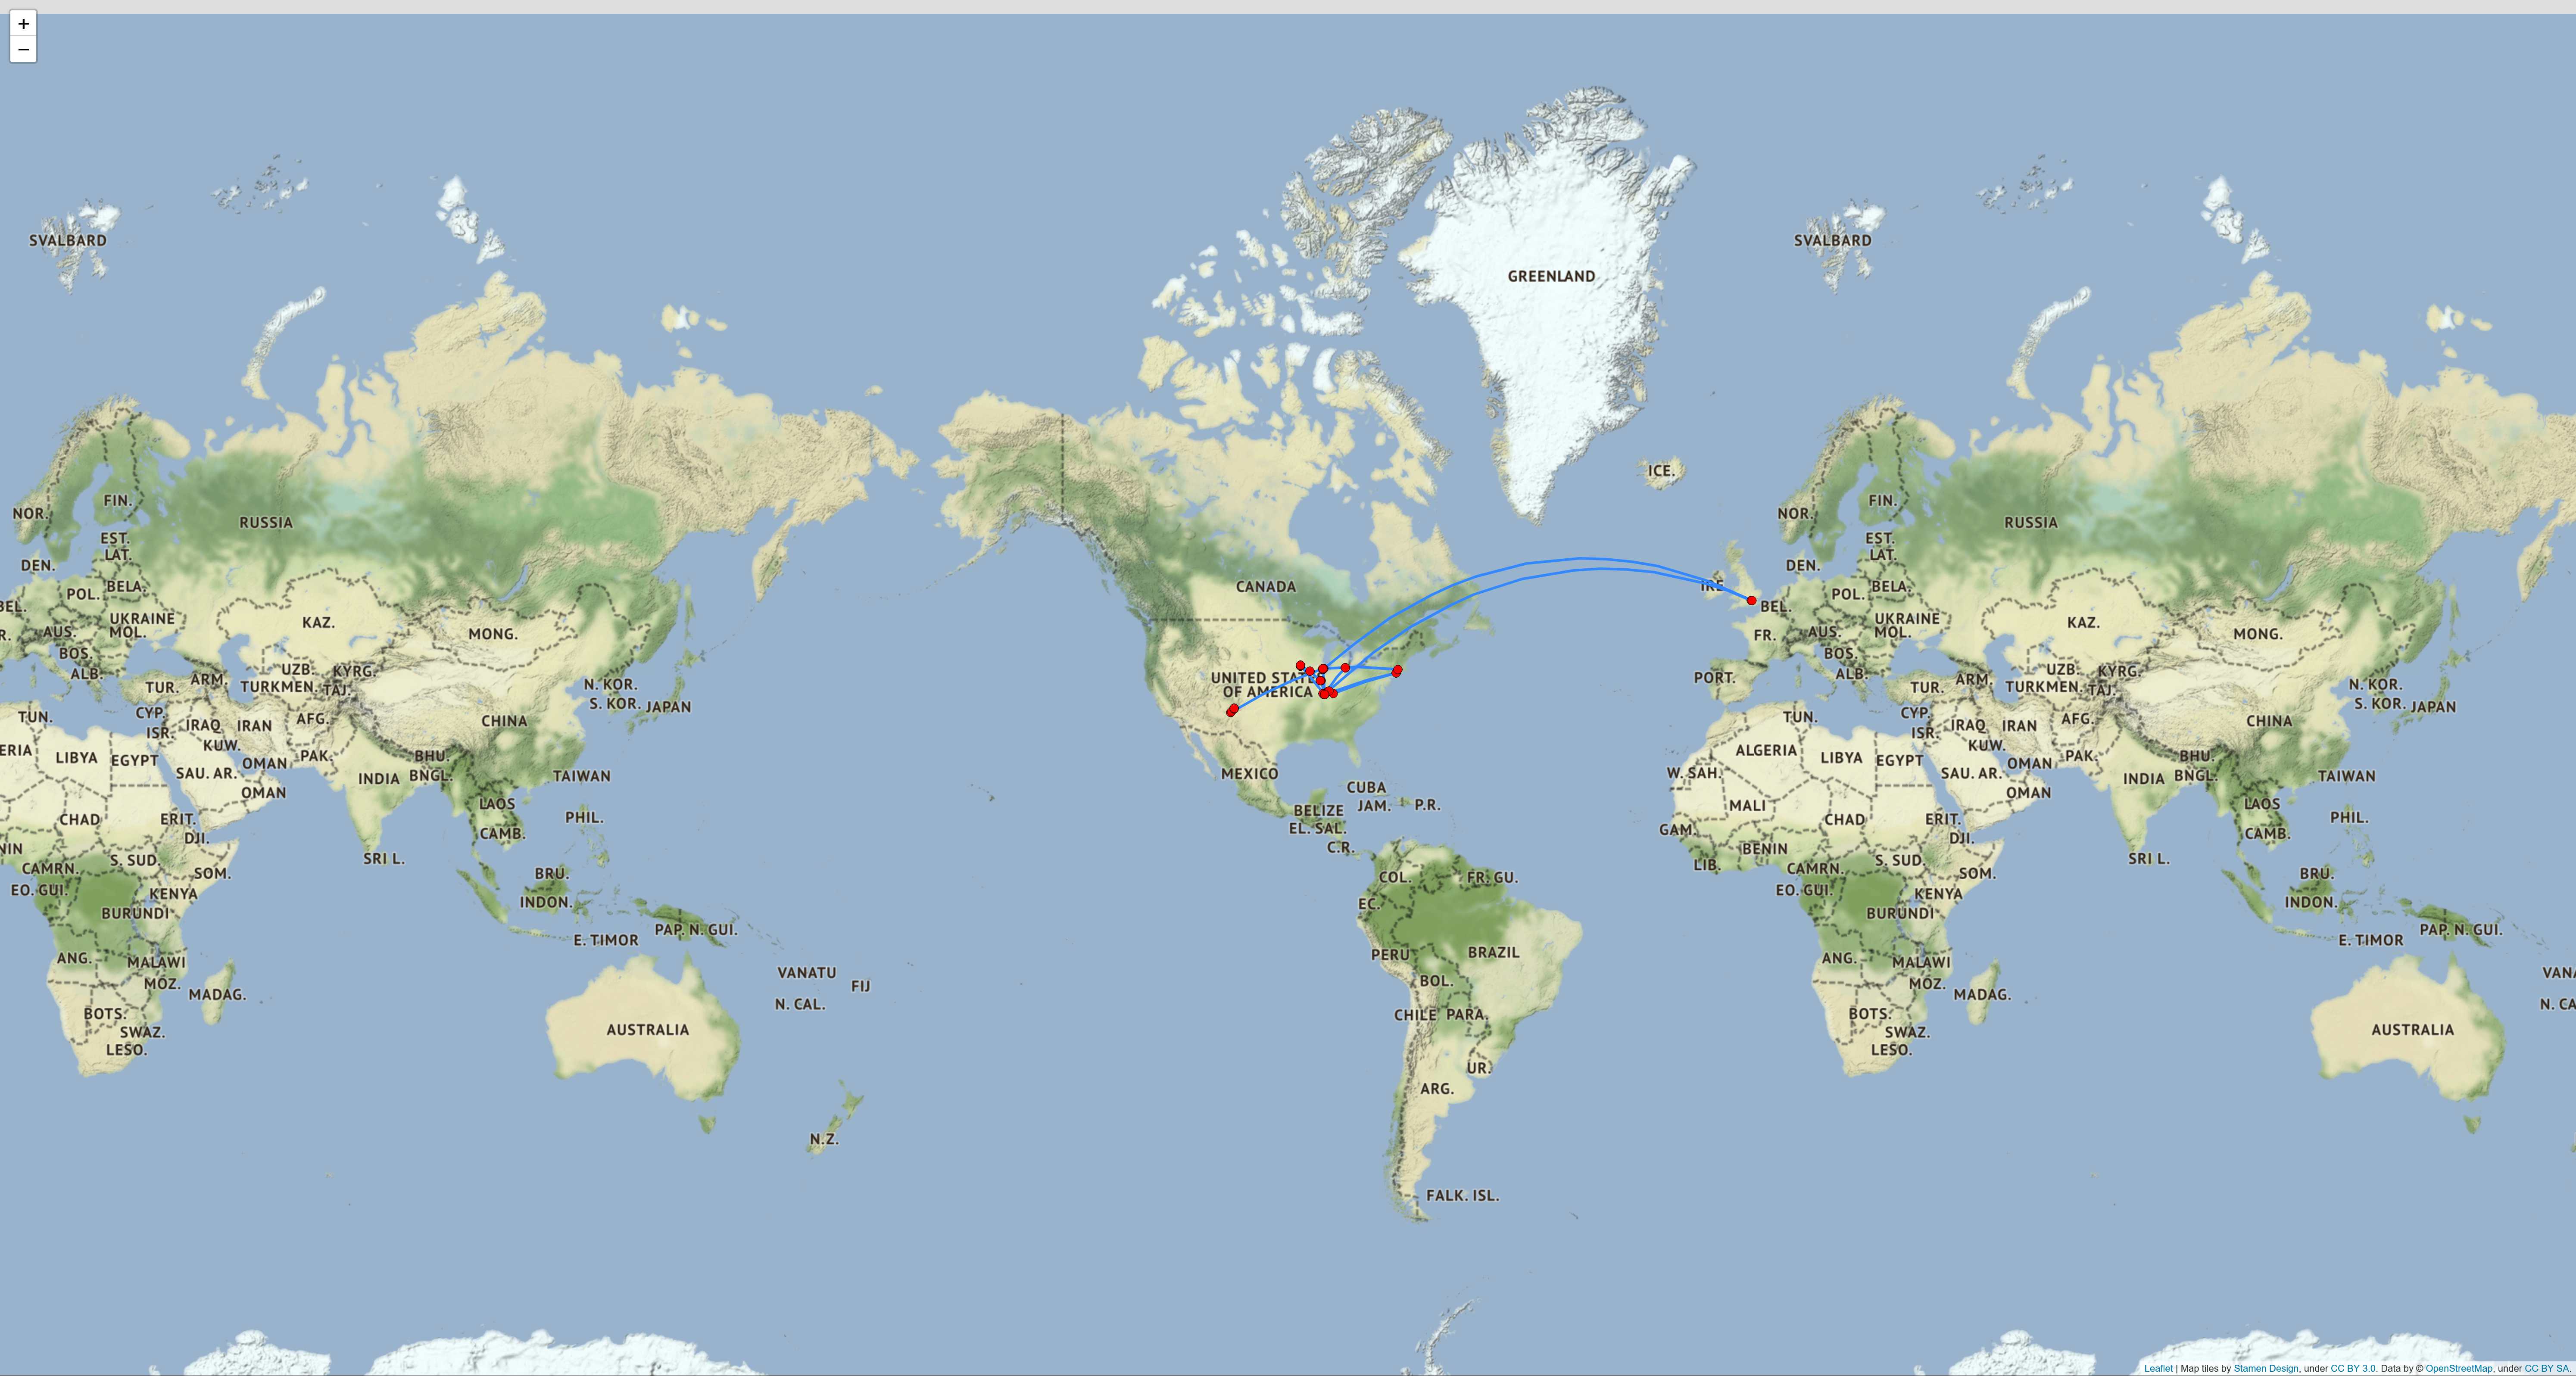 +
−
SVALBARD
SVALBARD
GREENLAND
ICE.
NOR.
FIN.
RUSSIA
EST.
LAT.
DEN.
BELA.
POL.
BEL.
UKRAINE
MOL.
AUS.
R.
BOS.
ALB.
KAZ.
MONG.
UZB.
KYRG.
TURKMEN.
TAJ.
ARM.
TUR.
CYP.
ISR.
IRAQ
IRAN
AFG.
KUW.
PAK.
OMAN
SAU. AR.
OMAN
TUN.
ERIA
LIBYA
EGYPT
CHAD
ERIT.
DJI.
NIN
S. SUD.
SOM.
CAMRN.
EO. GUI.
KENYA
BURUNDI
ANG.
MALAWI
MOZ.
MADAG.
BOTS.
SWAZ.
LESO.
CHINA
N. KOR.
S. KOR.
JAPAN
BHU.
BNGL.
INDIA
TAIWAN
LAOS
CAMB.
PHIL.
SRI L.
BRU.
INDON.
E. TIMOR
PAP. N. GUI.
VANATU
FIJ
N. CAL.
AUSTRALIA
N.Z.
CANADA
UNITED STATE
OF AMERICA
MEXICO
CUBA
JAM.
P.R.
BELIZE
EL. SAL.
C.R.
COL.
FR. GU.
EC.
PERU
BRAZIL
BOL.
CHILE
PARA.
UR.
ARG.
FALK. ISL.
IRE.
BEL.
FR.
PORT.
NOR.
FIN.
RUSSIA
EST.
LAT.
DEN.
BELA.
POL.
UKRAINE
MOL.
AUS.
BOS.
ALB.
KAZ.
MONG.
UZB.
KYRG.
TURKMEN.
TAJ.
ARM.
TUR.
CYP.
ISR.
IRAQ
IRAN
AFG.
KUW.
PAK.
OMAN
SAU. AR.
OMAN
TUN.
ALGERIA
LIBYA
EGYPT
W. SAH.
MALI
CHAD
ERIT.
DJI.
GAM.
BENIN
LIB.
S. SUD.
SOM.
CAMRN.
EO. GUI.
KENYA
BURUNDI
ANG.
MALAWI
MOZ.
MADAG.
BOTS.
SWAZ.
LESO.
CHINA
N. KOR.
S. KOR.
JAPAN
BHU.
BNGL.
INDIA
TAIWAN
LAOS
CAMB.
PHIL.
SRI L.
BRU.
INDON.
E. TIMOR
PAP. N. GUI.
VANA
N. CA
AUSTRALIA
Leaflet | Map tiles by Stamen Design, under CC BY 3.0. Data by © OpenStreetMap, under CC BY SA.